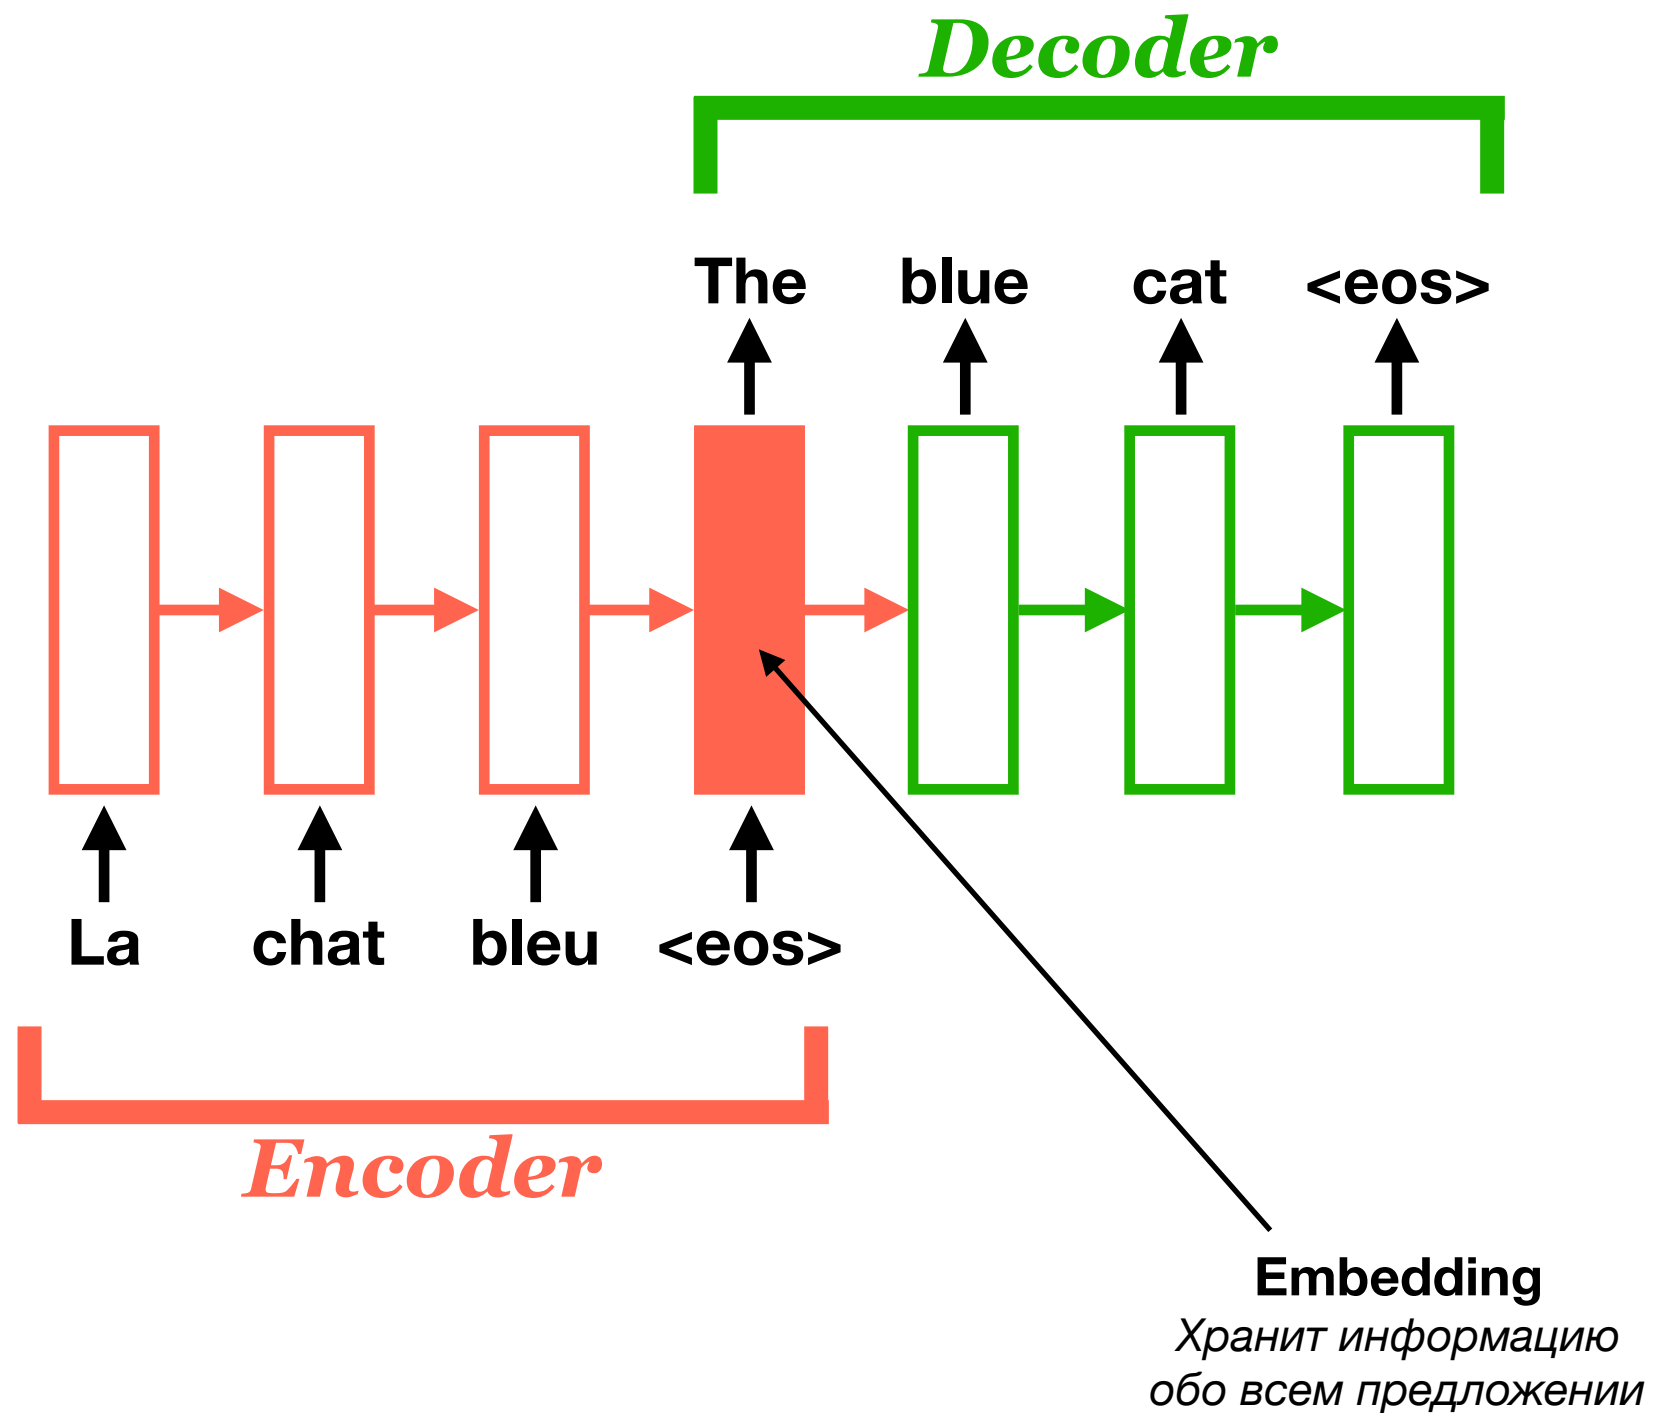 Decoder
The blue cat <eos>
La chat bleu <eos>
Encoder
Embedding
Хранит информацию
обо всем предложении